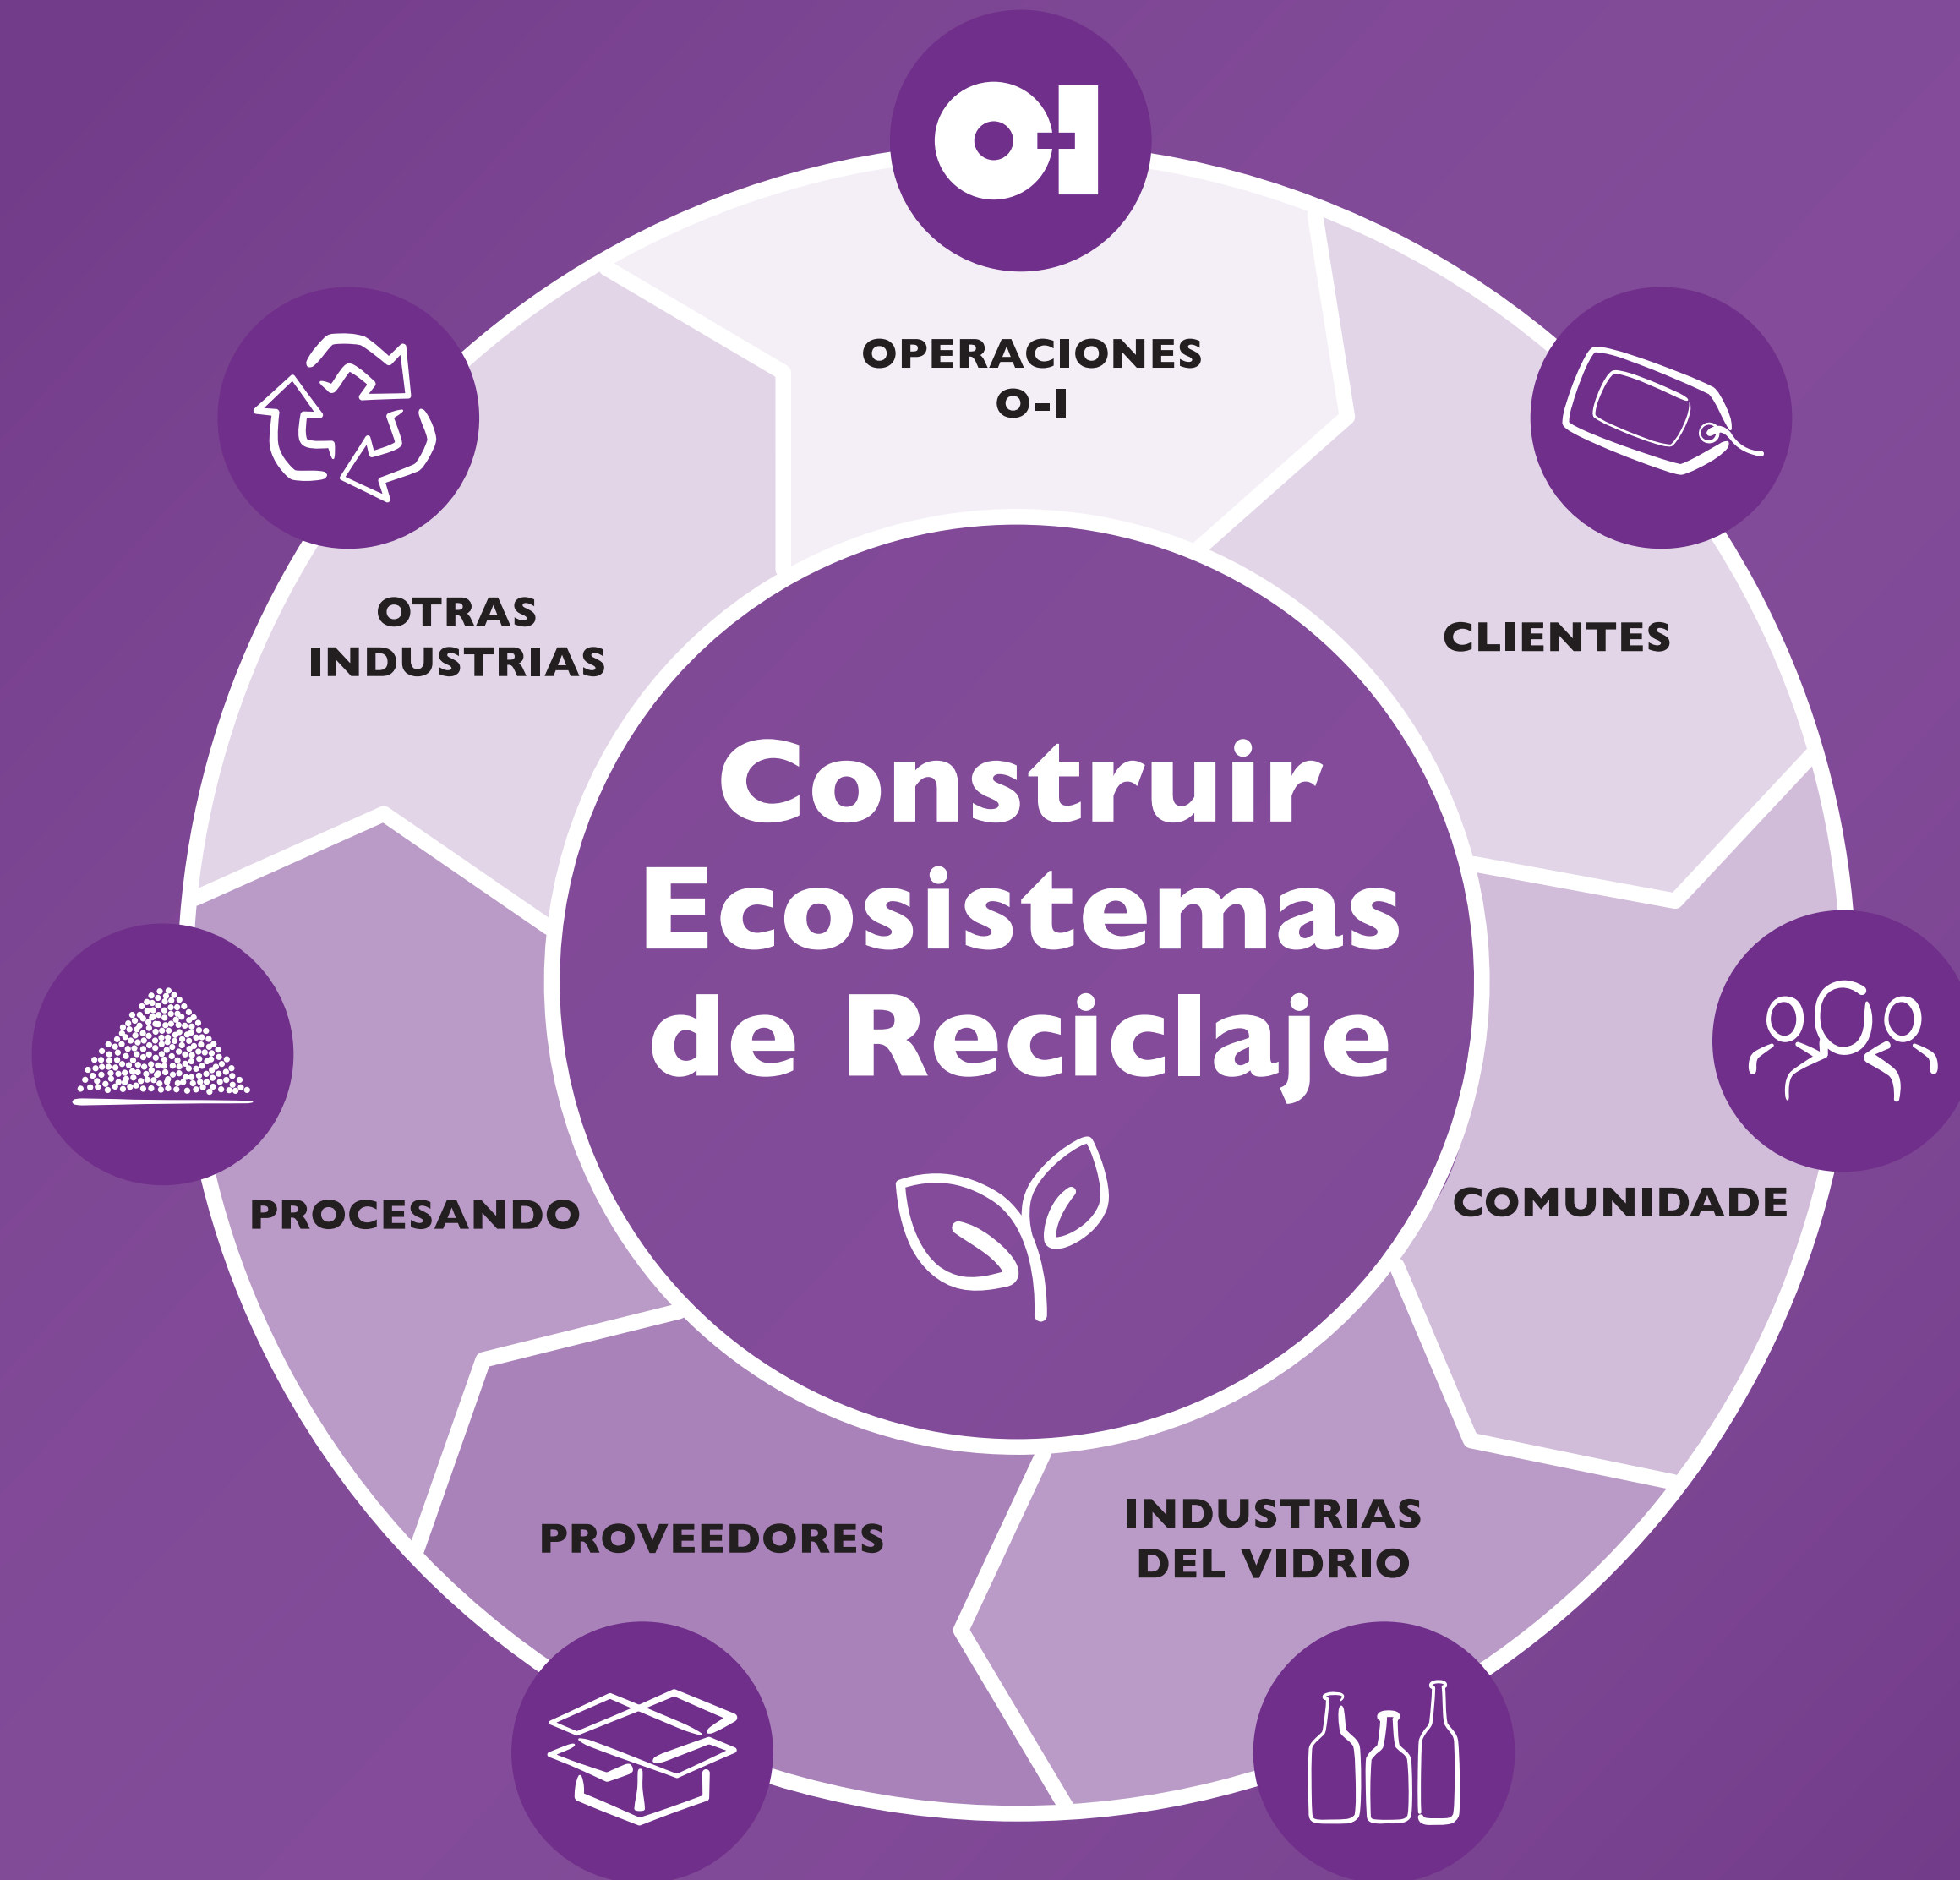 O-I
OPERACIONES
O-I
CLIENTES
COMUNIDADE
INDUSTRIAS
DEL VIDRIO
PROVEEDORES
PROCESANDO
OTRAS
INDUSTRIAS
Construir
Ecosistemas
de Reciclaje